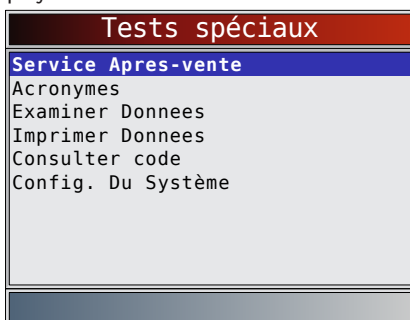 Tests spéciaux
Service Apres-vente
Acronymes
Examiner Donnees
Imprimer Donnees
Consulter code
Config. Du Système